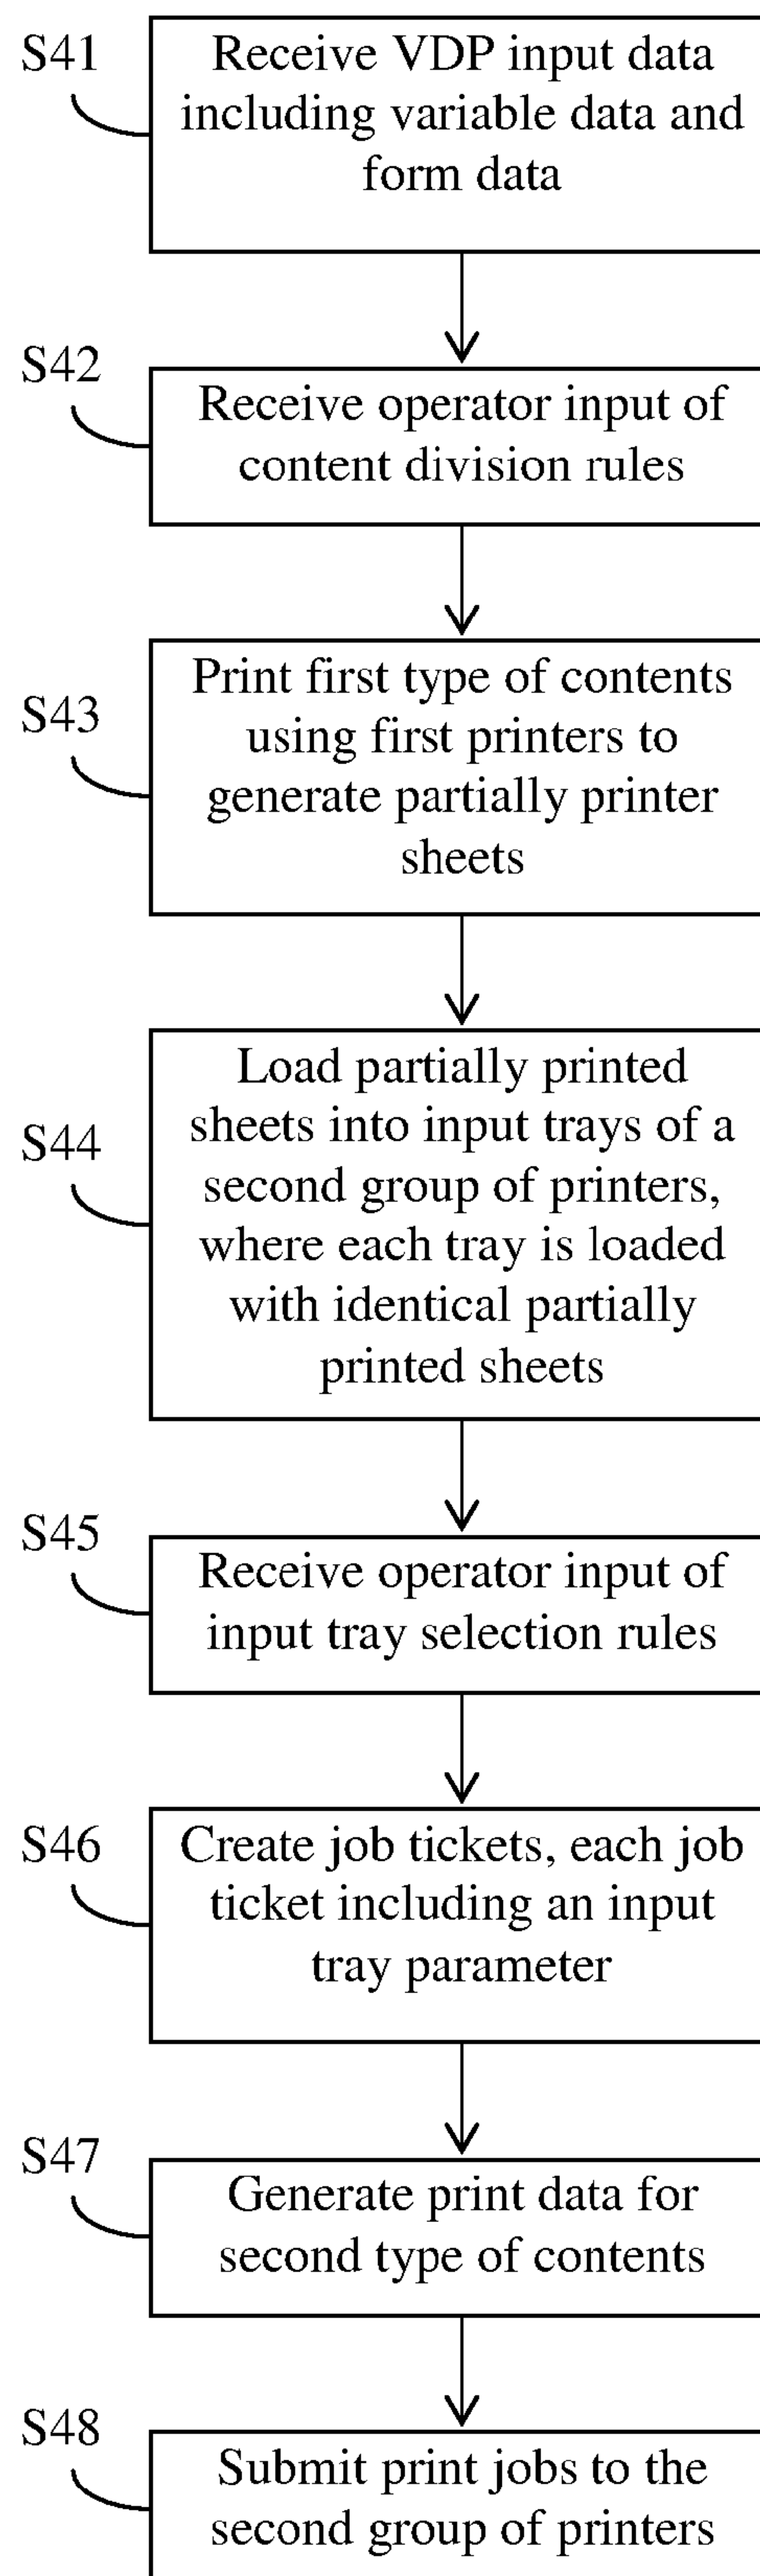 S41
Receive VDP input data
including variable data and
form data
S42
Receive operator input of
content division rules
S43
Print first type of contents
using first printers to
generate partially printer
sheets
S44
Load partially printed
sheets into input trays of a
second group of printers,
where each tray is loaded
with identical partially
printed sheets
S45
Receive operator input of
input tray selection rules
S46
Create job tickets, each job
ticket including an input
tray parameter
S47
Generate print data for
second type of contents
S48
Submit print jobs to the
second group of printers